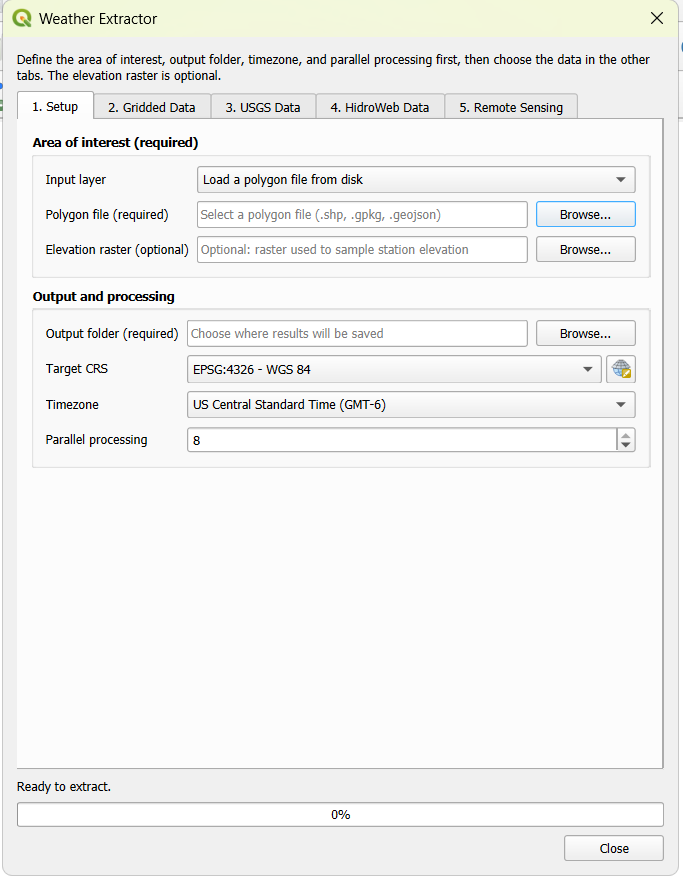 Weather Extractor
Define the area of interest, output folder, timezone, and parallel processing first, then choose the data in the other
tabs. The elevation raster is optional.
1. Setup
2. Gridded Data
3. USGS Data
4. HidroWeb Data
5. Remote Sensing
Area of interest (required)
Input layer
Load a polygon file from disk
Polygon file (required)
Select a polygon file (.shp, .gpkg, .geojson)
Browse...
Elevation raster (optional)
Optional: raster used to sample station elevation
Browse...
Output and processing
Output folder (required)
Choose where results will be saved
Browse...
Target CRS
EPSG:4326 - WGS 84
Timezone
US Central Standard Time (GMT-6)
Parallel processing
8
Ready to extract.
0%
Close